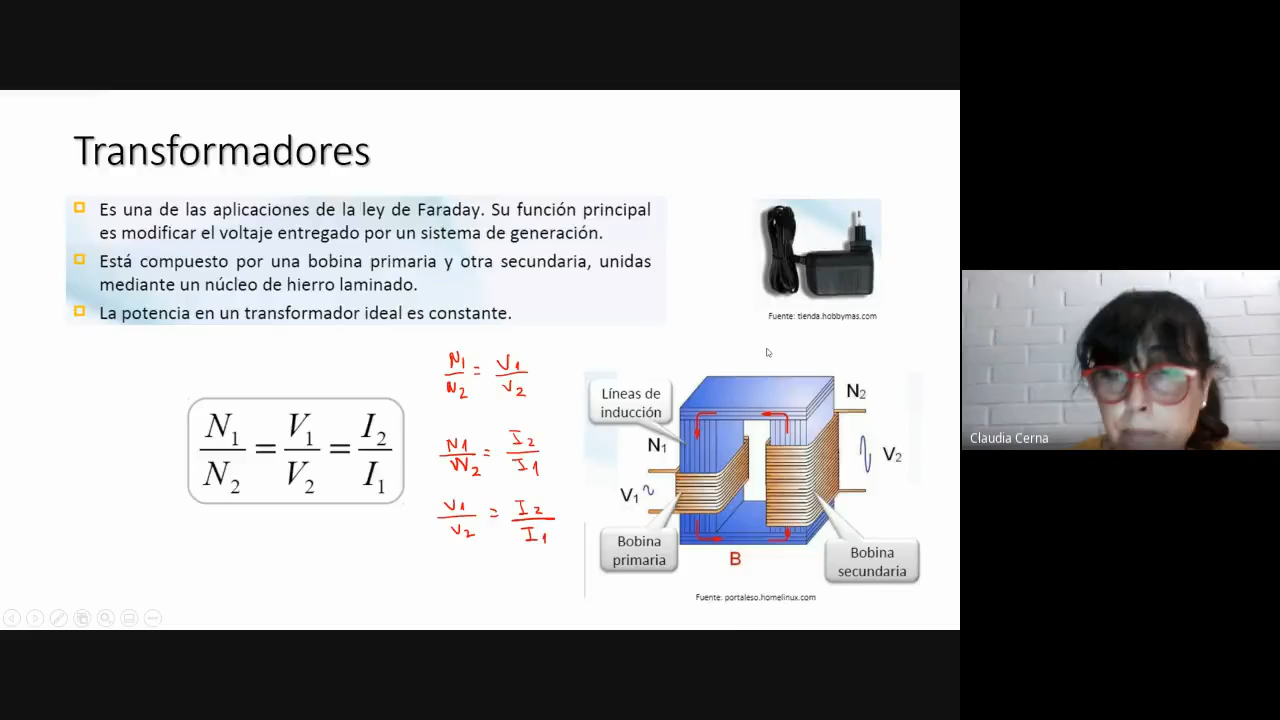 Transformadores
Es una de las aplicaciones de la ley de Faraday. Su función principal
es modificar el voltaje entregado por un sistema de generación.
Está compuesto por una bobina primaria y otra secundaria, unidas
mediante un núcleo de hierro laminado.
La potencia en un transformador ideal es constante.
Fuente: tienda.hobbymas.com
N1/N2 = V1/V2 = I2/I1
N1/N2 = V1/V2
N1/N2 = I2/I1
V1/V2 = I2/I1
Líneas de
inducción
N1
N2
V1
V2
Bobina
primaria
B
Bobina
secundaria
Fuente: portaleso.homelinux.com
Claudia Cerna